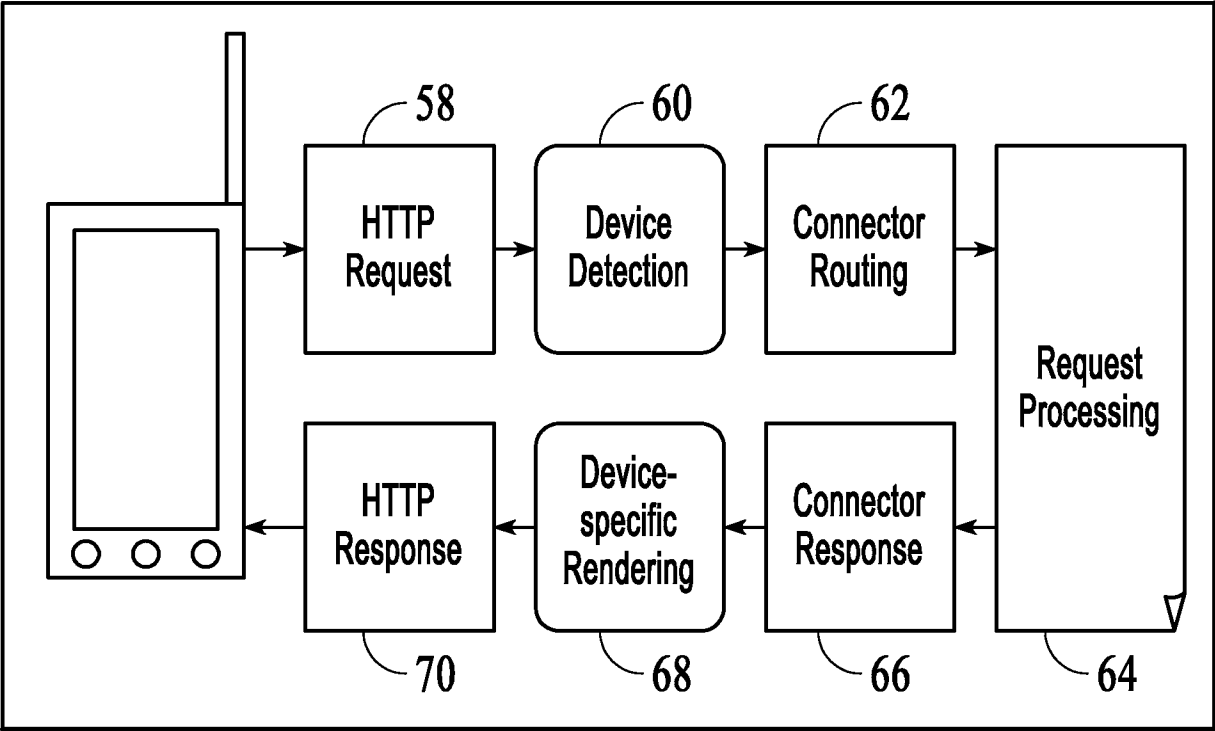 58
60
62
HTTP
Request
Device
Detection
Connector
Routing
Request
Processing
HTTP
Response
Device-
specific
Rendering
Connector
Response
70
68
66
64